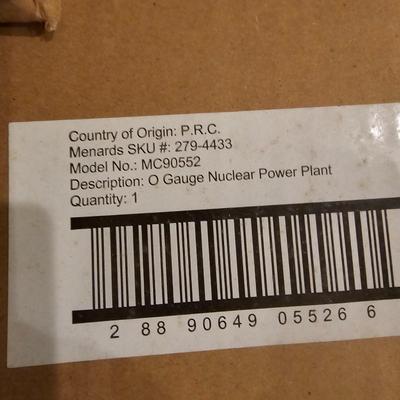 Country of Origin: P.R.C.
Menards SKU #: 279-4433
Model No.: MC90552
Description: O Gauge Nuclear Power Plant
Quantity: 1
2 88 90649 05526 6